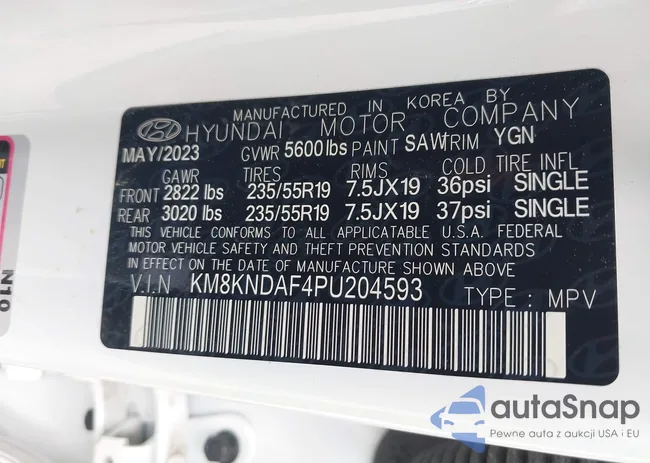 MANUFACTURED IN KOREA BY
HYUNDAI MOTOR COMPANY
MAY/2023 GVWR 5600 lbs PAINT SAW TRIM YGN
GAWR TIRES RIMS COLD TIRE INFL.
FRONT 2822 lbs 235/55R19 7.5JX19 36psi SINGLE
REAR 3020 lbs 235/55R19 7.5JX19 37psi SINGLE
THIS VEHICLE CONFORMS TO ALL APPLICATABLE U.S.A. FEDERAL
MOTOR VEHICLE SAFETY AND THEFT PREVENTION STANDARDS
IN EFFECT ON THE DATE OF MANUFACTURE SHOWN ABOVE.
V.I.N KM8KNDAF4PU204593 TYPE : MPV
autaSnap
Pewne auta z aukcji USA i EU